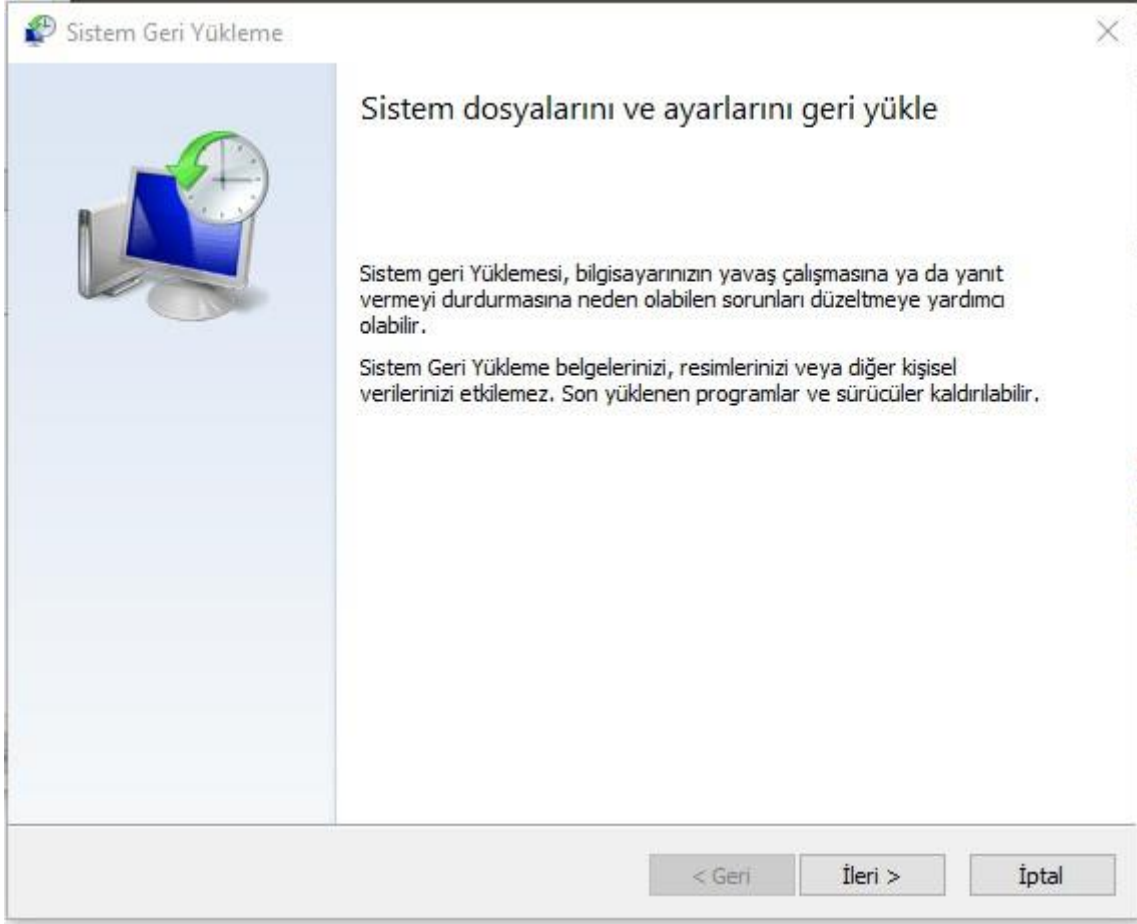 Sistem Geri Yükleme
Sistem dosyalarını ve ayarlarını geri yükle
Sistem geri Yüklemesi, bilgisayarınızın yavaş çalışmasına ya da yanıt
vermeyi durdurmasına neden olabilen sorunları düzeltmeye yardımcı
olabilir.
Sistem Geri Yükleme belgelerinizi, resimlerinizi veya diğer kişisel
verilerinizi etkilemez. Son yüklenen programlar ve sürücüler kaldırılabilir.
< Geri
İleri >
İptal